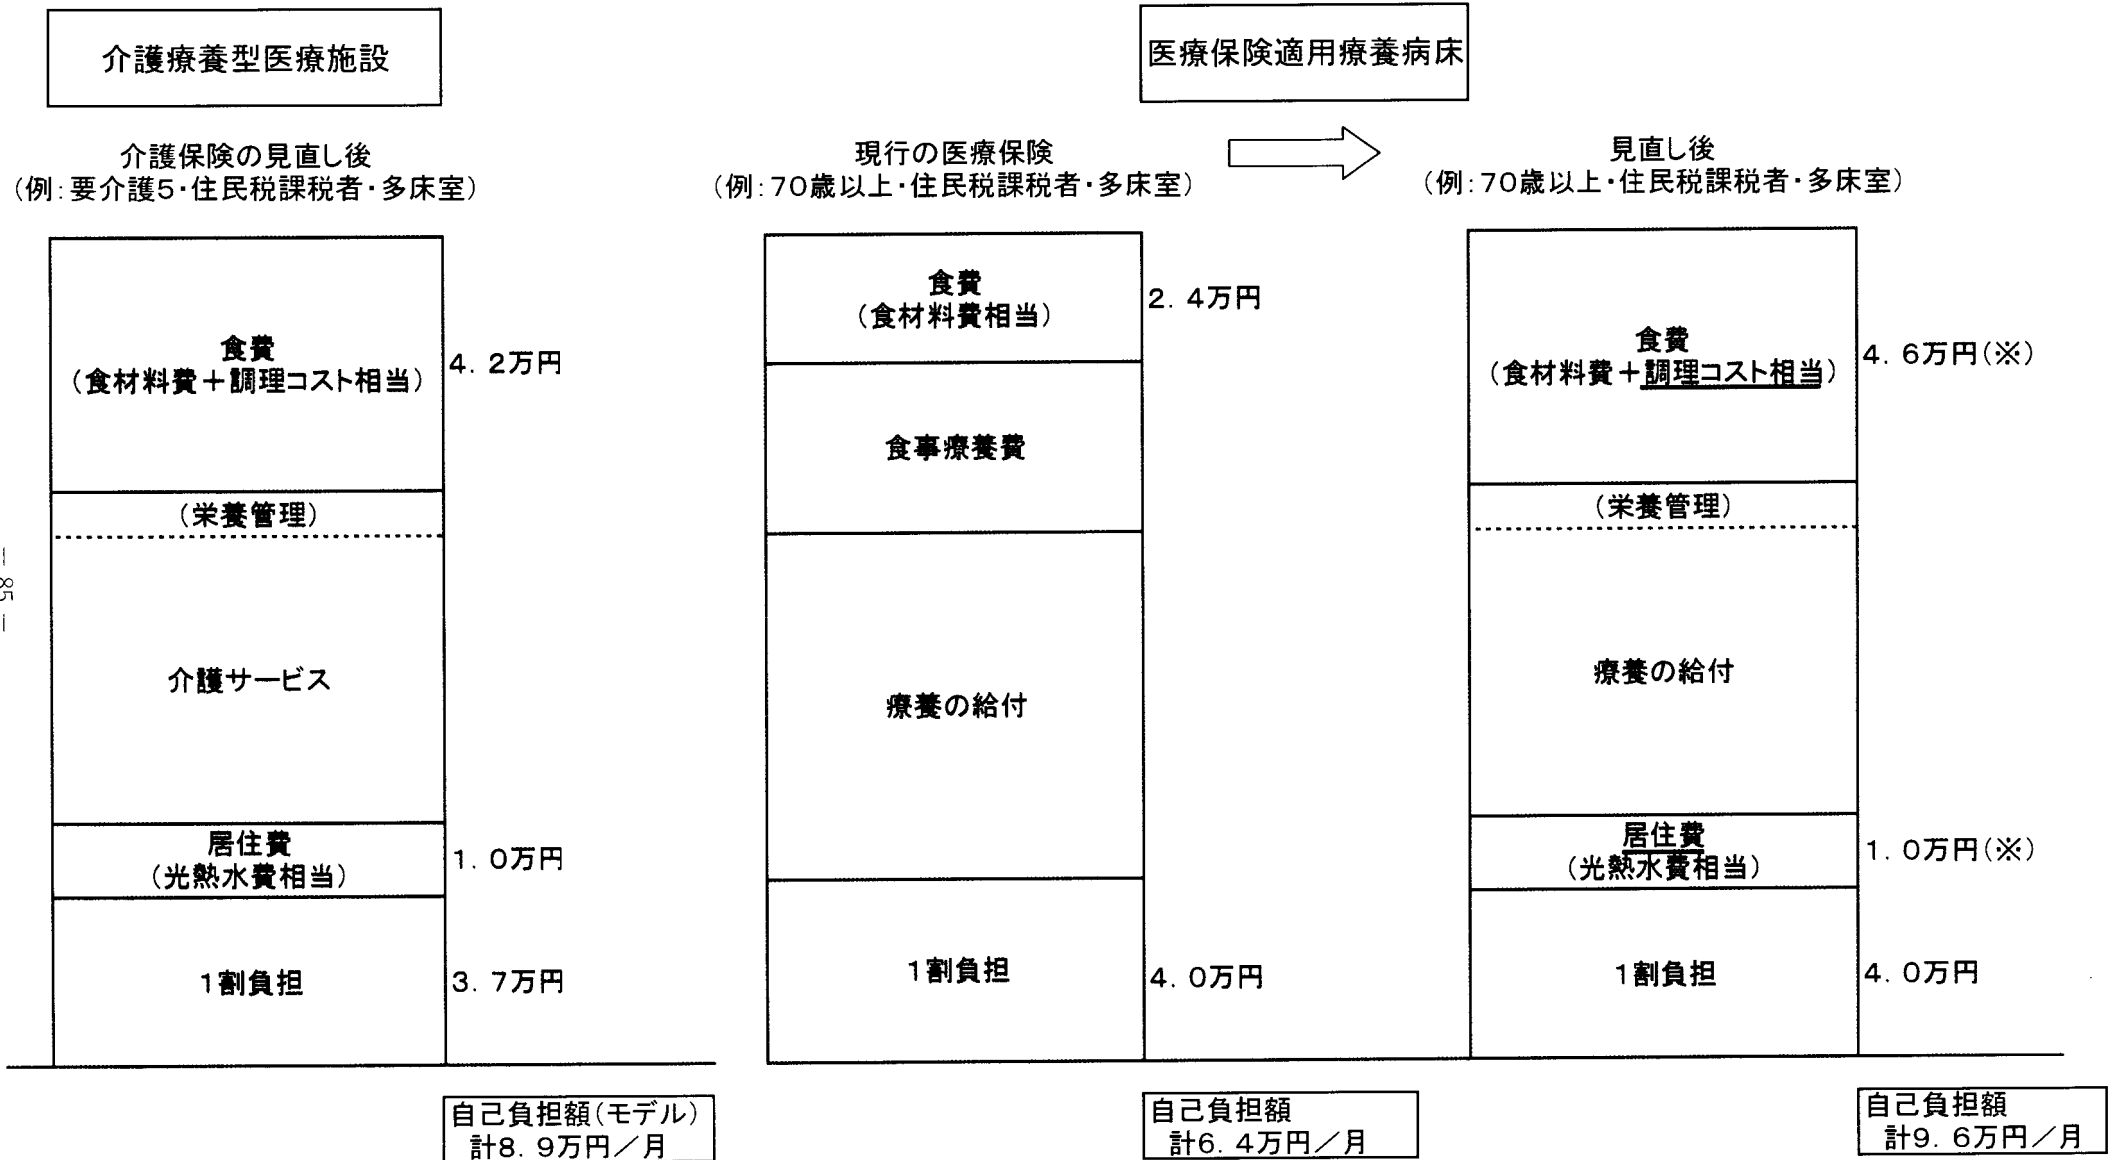 介護療養型医療施設
介護保険の見直し後
（例：要介護５・住民税課税者・多床室）
食費
（食材料費＋調理コスト相当）
４．２万円
（栄養管理）
介護サービス
居住費
（光熱水費相当）
１．０万円
１割負担
３．７万円
自己負担額（モデル）
計８．９万円／月
医療保険適用療養病床
現行の医療保険
（例：７０歳以上・住民税課税者・多床室）
食費
（食材料費相当）
２．４万円
食事療養費
療養の給付
１割負担
４．０万円
自己負担額
計６．４万円／月
見直し後
（例：７０歳以上・住民税課税者・多床室）
食費
（食材料費＋調理コスト相当）
４．６万円（※）
（栄養管理）
療養の給付
居住費
（光熱水費相当）
１．０万円（※）
１割負担
４．０万円
自己負担額
計９．６万円／月
－ 85 －